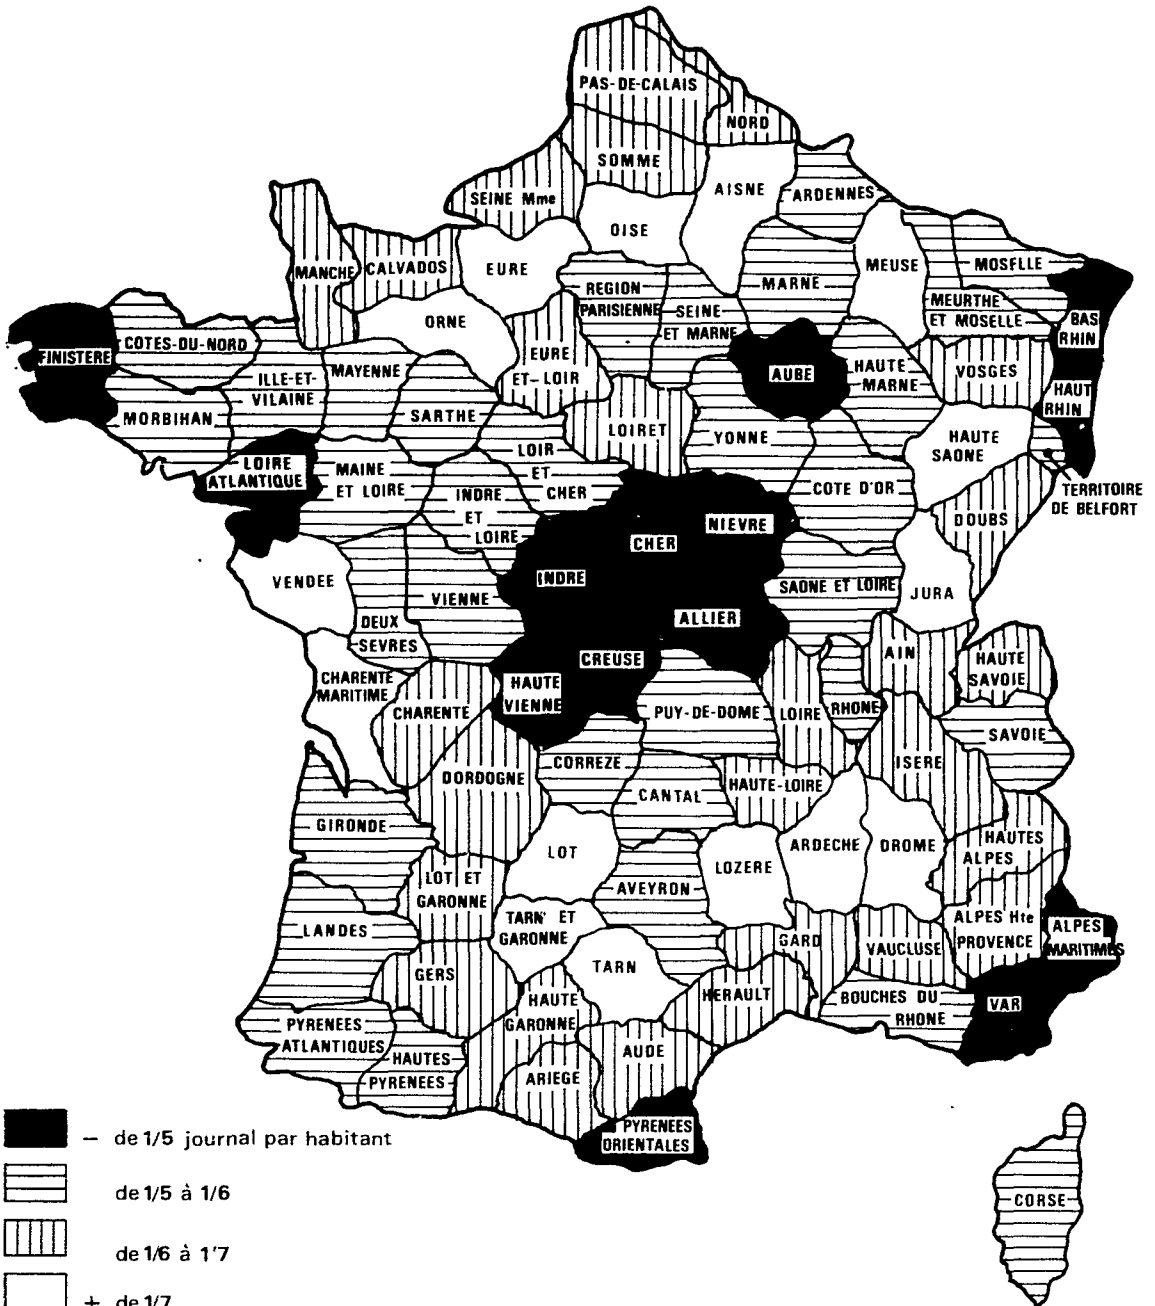 PAS-DE-CALAIS
NORD
SOMME
SEINE Mme
AISNE
ARDENNES
OISE
MANCHE
CALVADOS
EURE
MEUSE
MOSELLE
REGION
PARISIENNE
SEINE
ET MARNE
MARNE
MEURTHE
ET MOSELLE
BAS
RHIN
ORNE
FINISTERE
COTES-DU-NORD
EURE
ET-LOIR
MAYENNE
ILLE-ET-
VILAINE
AUBE
HAUTE
MARNE
VOSGES
HAUT
RHIN
MORBIHAN
SARTHE
LOIRET
YONNE
HAUTE
SAONE
LOIRE
ATLANTIQUE
MAINE
ET LOIRE
LOIR
ET
CHER
INDRE
ET
LOIRE
COTE D'OR
TERRITOIRE
DE BELFORT
DOUBS
NIEVRE
CHER
VENDEE
INDRE
VIENNE
SAONE ET LOIRE
JURA
DEUX
SEVRES
ALLIER
CREUSE
AIN
HAUTE
SAVOIE
CHARENTE
MARITIME
HAUTE
VIENNE
CHARENTE
PUY-DE-DOME
LOIRE
RHONE
SAVOIE
DORDOGNE
CORREZE
ISERE
CANTAL
HAUTE-LOIRE
GIRONDE
LOT
LOZERE
ARDECHE
DROME
HAUTES
ALPES
LOT ET
GARONNE
AVEYRON
LANDES
TARN ET
GARONNE
GARD
VAUCLUSE
ALPES Hte
PROVENCE
ALPES
MARITIMES
GERS
TARN
HAUTE
GARONNE
HERAULT
BOUCHES DU
RHONE
VAR
PYRENEES
ATLANTIQUES
HAUTES
PYRENEES
ARIEGE
AUDE
PYRENEES
ORIENTALES
CORSE
– de 1/5 journal par habitant
de 1/5 à 1/6
de 1/6 à 1'7
+ de 1/7